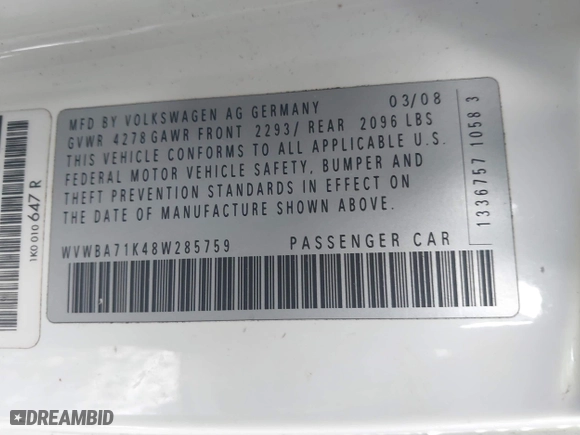 MFD BY VOLKSWAGEN AG GERMANY 03/08
GVWR 4278 GAWR FRONT 2293/ REAR 2096 LBS
THIS VEHICLE CONFORMS TO ALL APPLICABLE U.S.
FEDERAL MOTOR VEHICLE SAFETY, BUMPER AND
THEFT PREVENTION STANDARDS IN EFFECT ON
THE DATE OF MANUFACTURE SHOWN ABOVE.
WVWBA71K48W285759 PASSENGER CAR
1336757 1058 3
1K0 010 647 R
DREAMBID